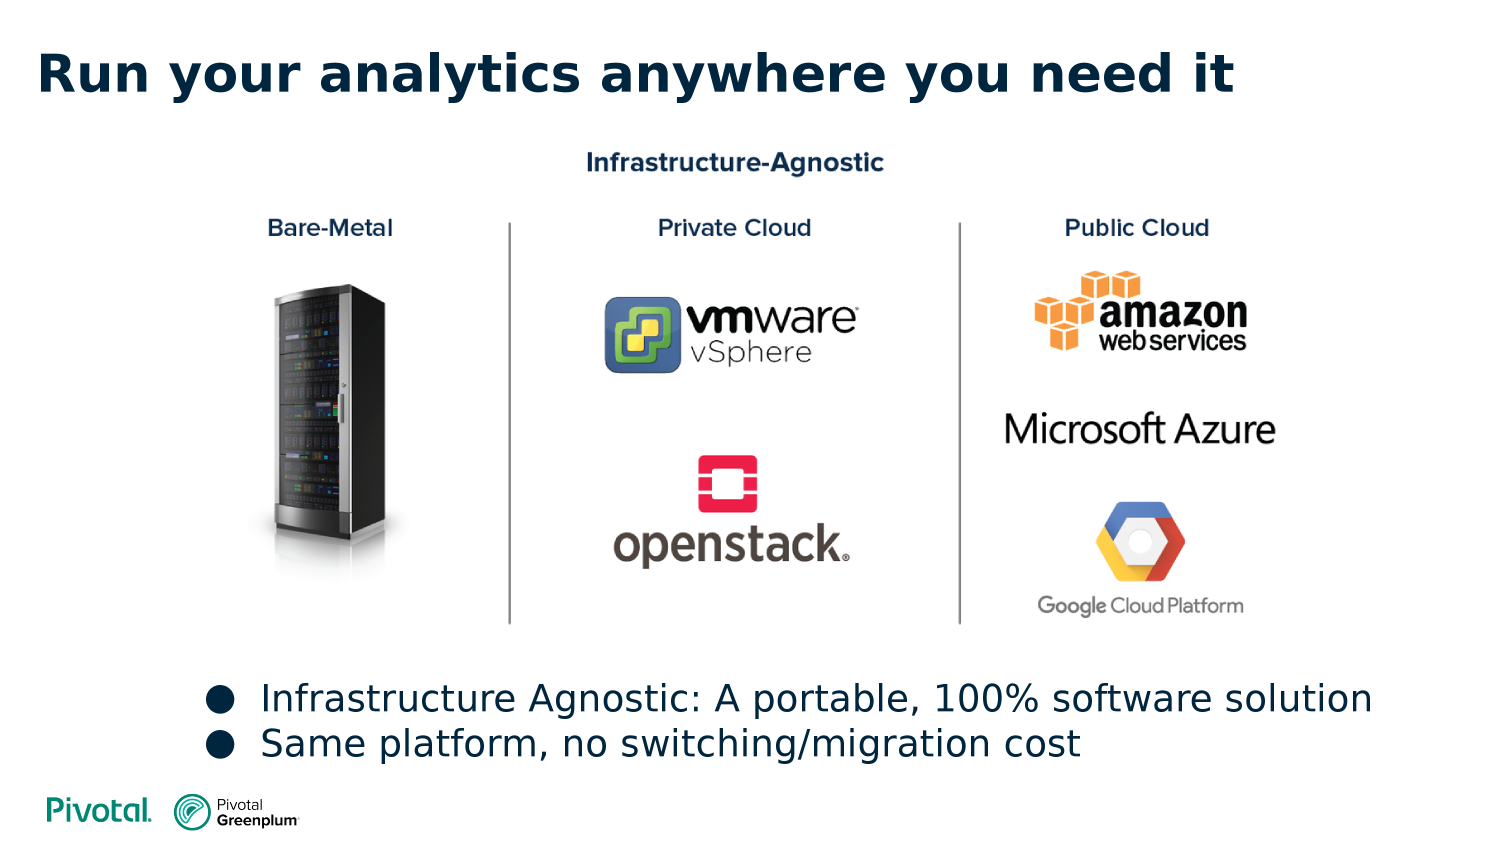 Run your analytics anywhere you need it
Infrastructure-Agnostic
Bare-Metal
Private Cloud
Public Cloud
vmware
vSphere
openstack.
amazon
web services
Microsoft Azure
Google Cloud Platform
● Infrastructure Agnostic: A portable, 100% software solution
● Same platform, no switching/migration cost
Pivotal.
Pivotal
Greenplum